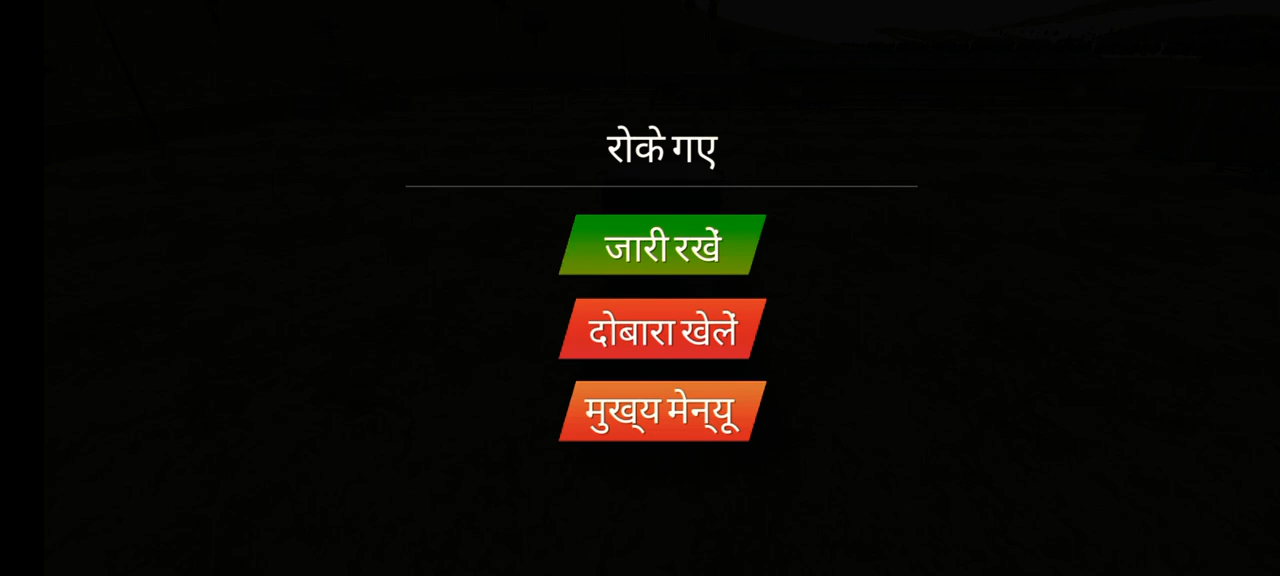 रोके गए
जारी रखें
दोबारा खेलें
मुख्य मेन्यू